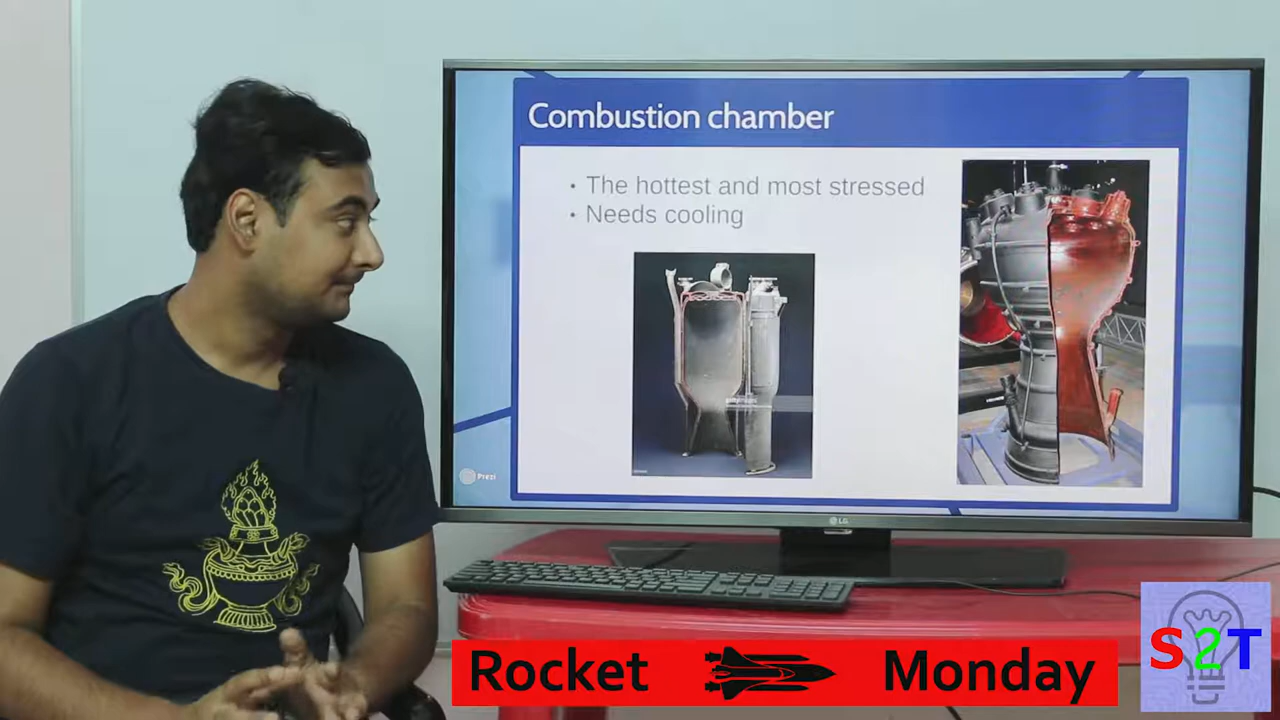 Combustion chamber
• The hottest and most stressed
• Needs cooling
Prezi
LG
Rocket Monday
S2T